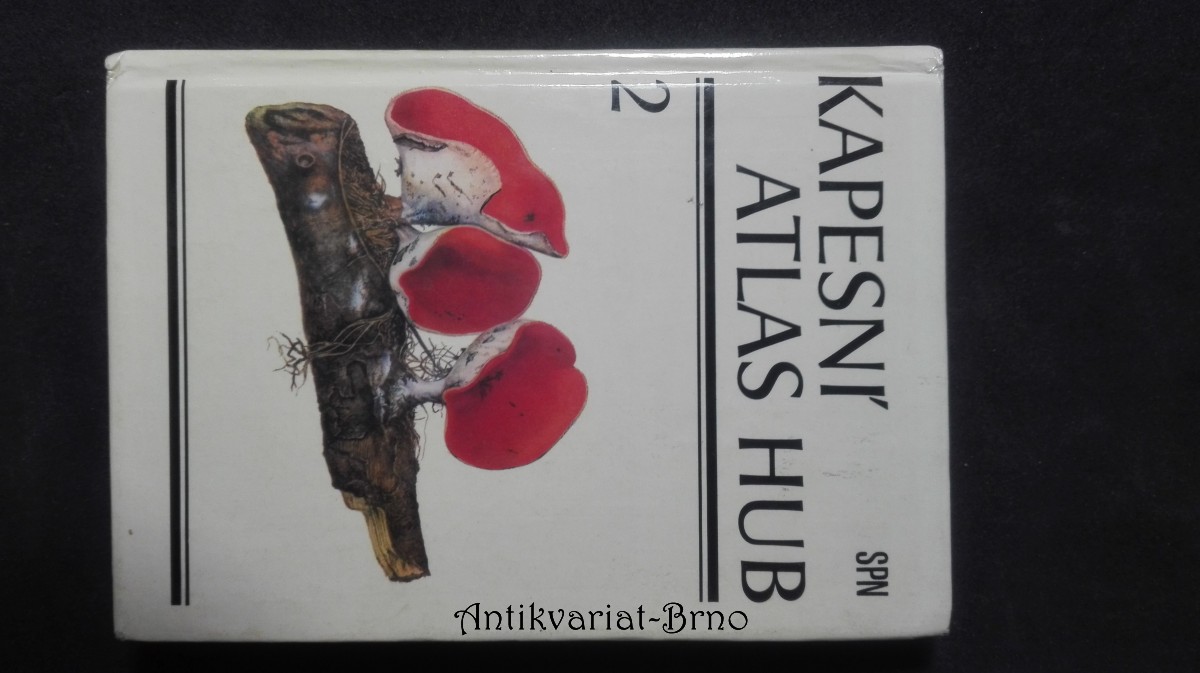 SPN
KAPESNÍ
ATLAS HUB
2
Antikvariat-Brno